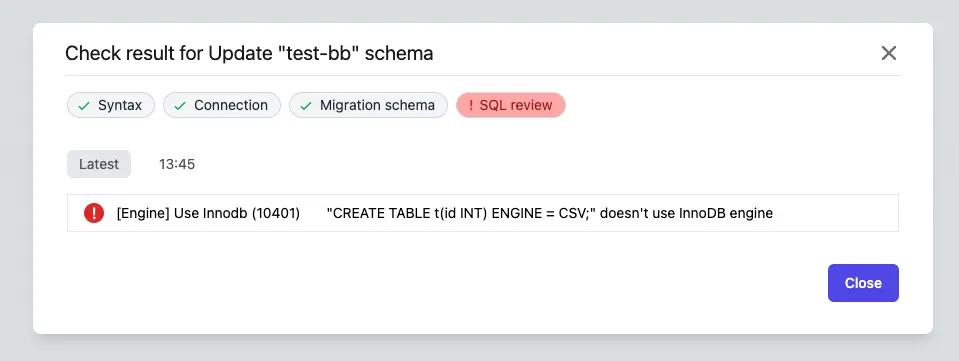 Check result for Update "test-bb" schema
Syntax Connection Migration schema ! SQL review
Latest 13:45
! [Engine] Use Innodb (10401) "CREATE TABLE t(id INT) ENGINE = CSV;" doesn't use InnoDB engine
Close